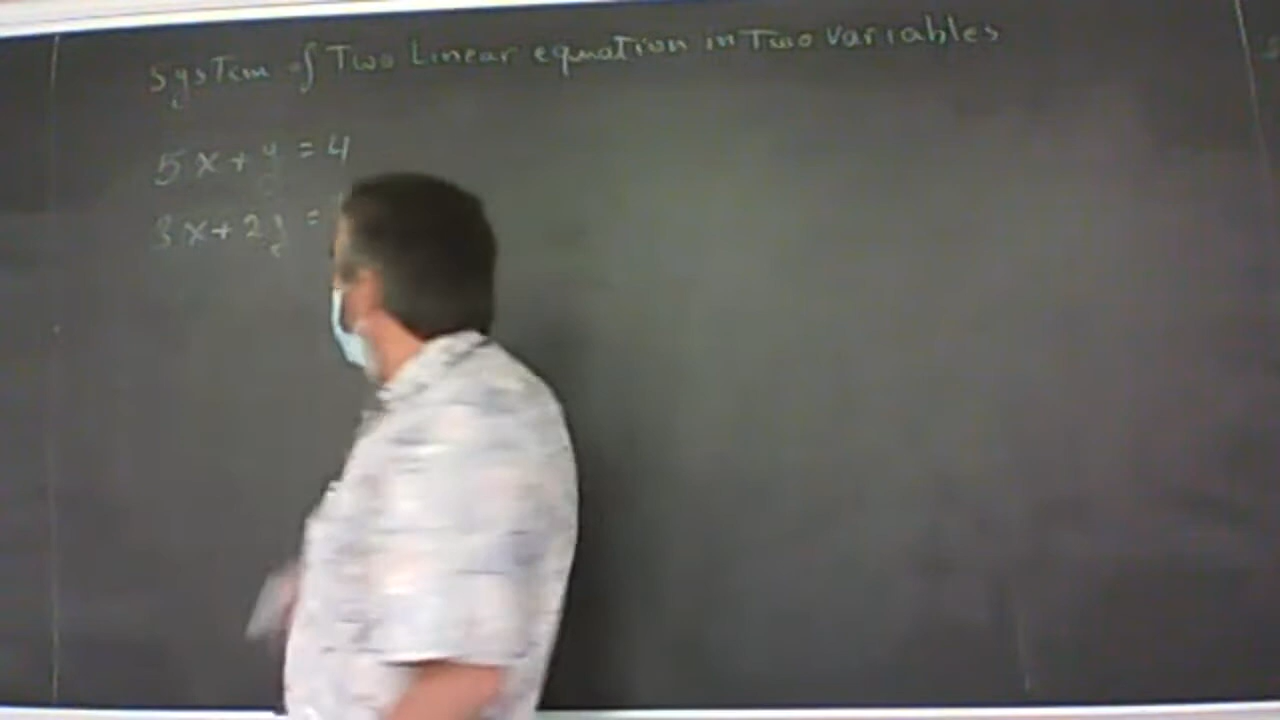 System of Two Linear equation in Two variables
5x+y = 4
3x+2y =